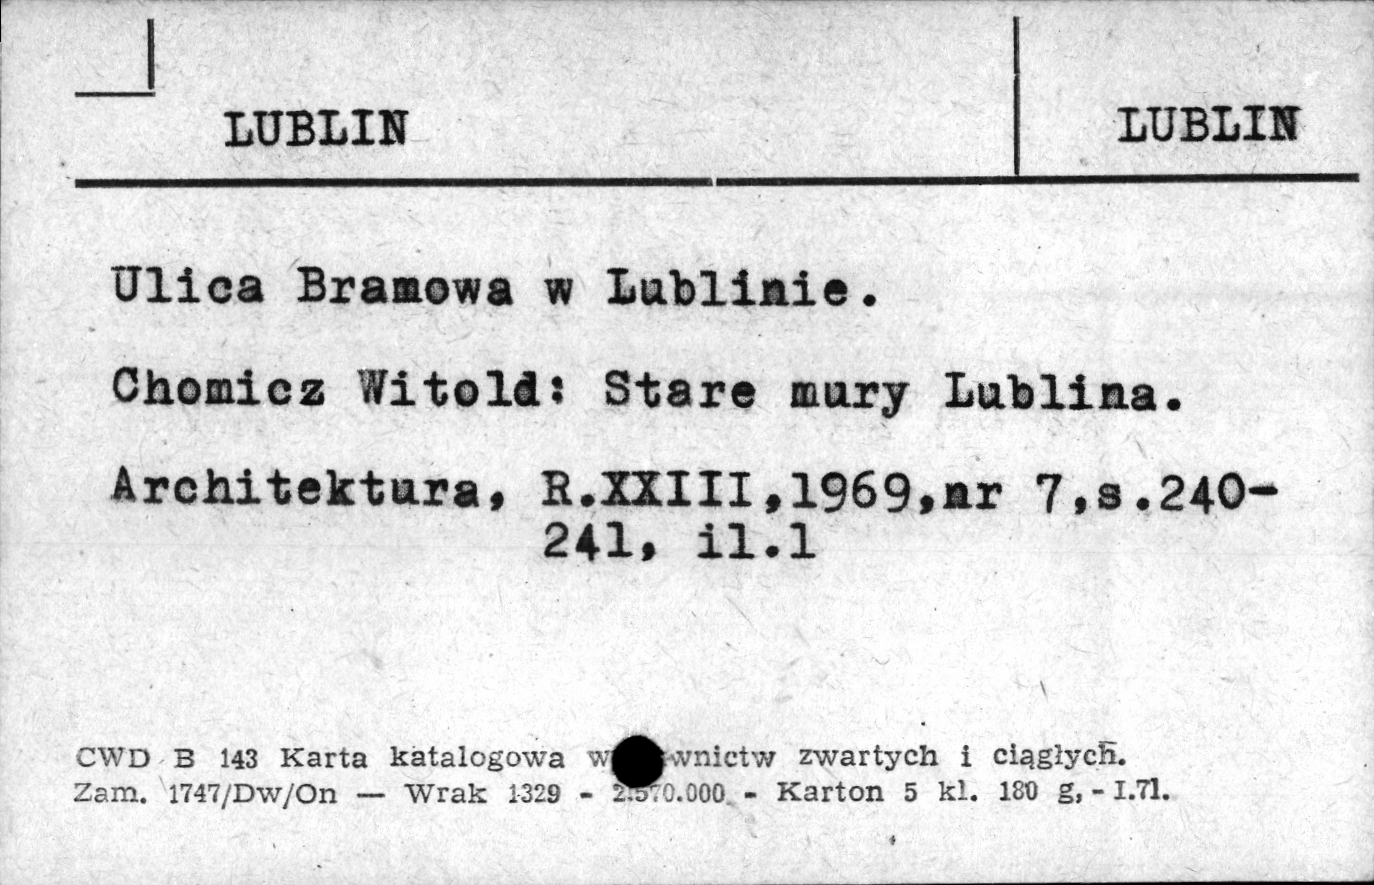 LUBLIN LUBLIN
Ulica Bramowa w Lublinie.
Chomicz Witold: Stare mury Lublina.
Architektura, R.XXIII,1969,nr 7,s.240-
241, il.1
CWD B 143 Karta katalogowa zwartych i ciągłych.
Zam. 1747/Dw/On — Wrak 1329 - 2.570.000 - Karton 5 kl. 180 g, - I.71.